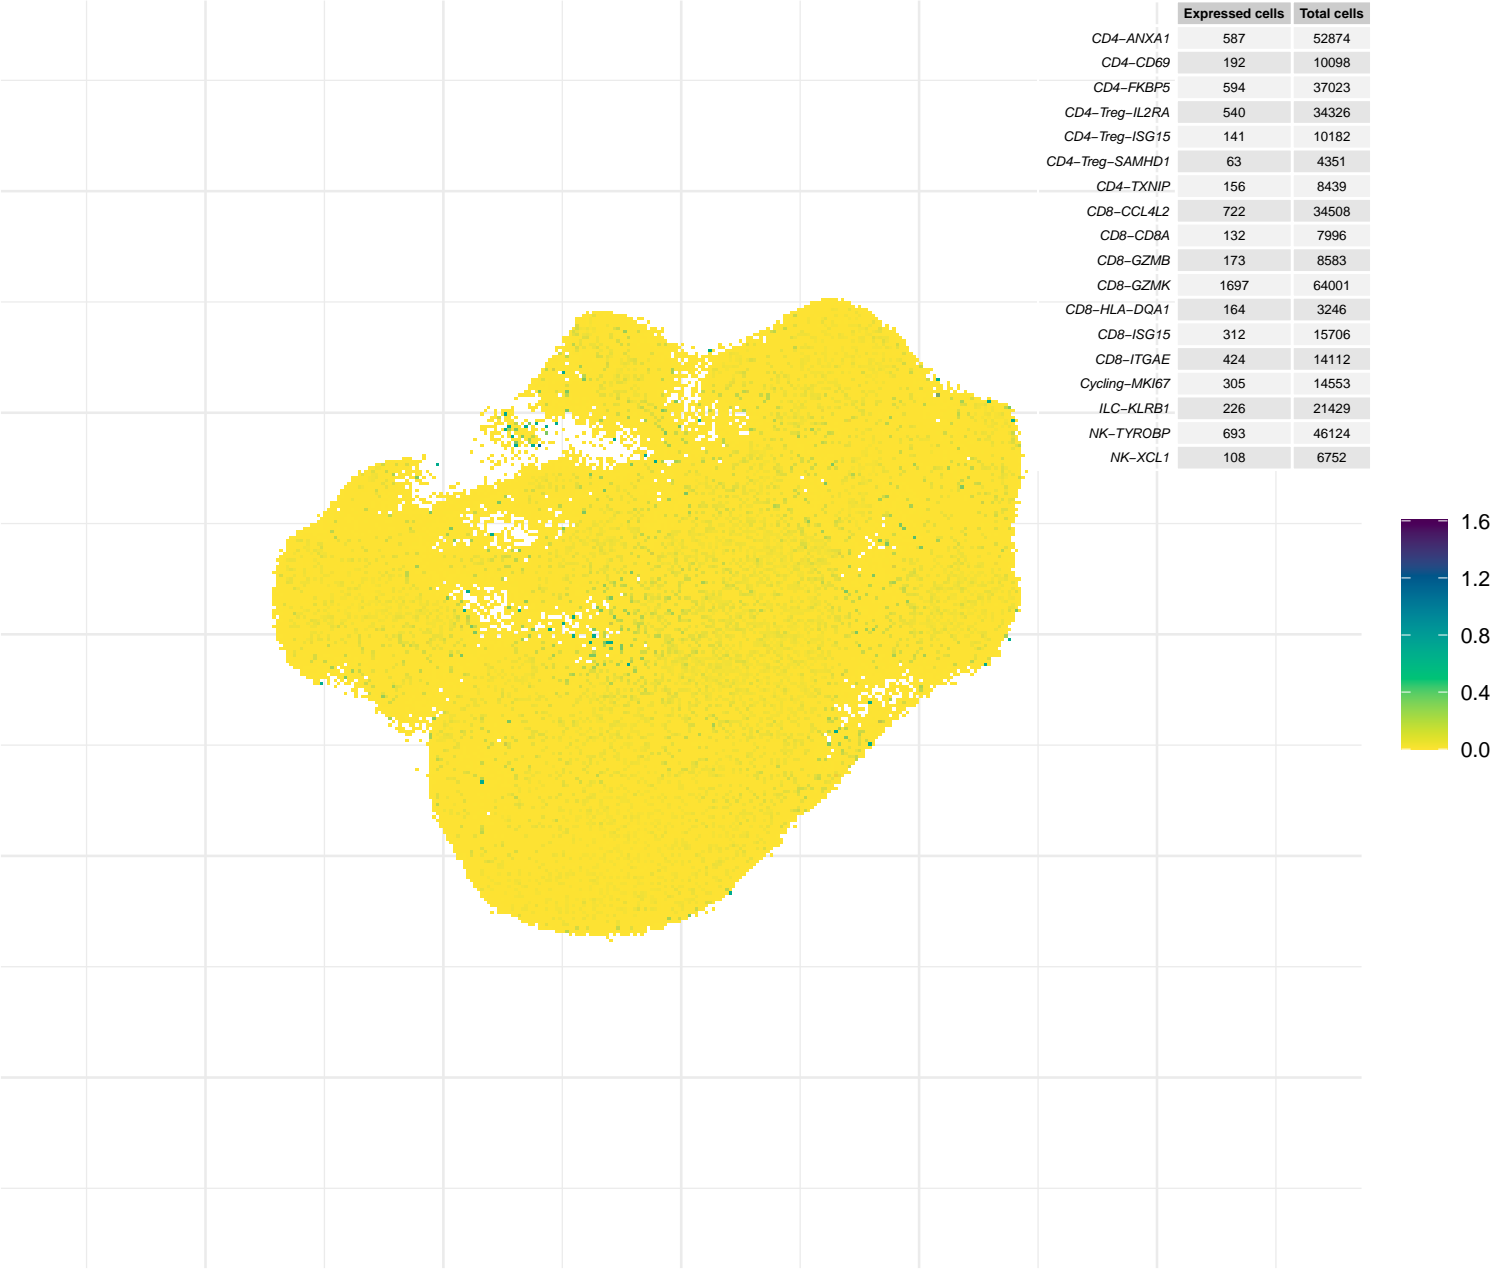 Expressed cells Total cells
CD4−ANXA1 587 52874
CD4−CD69 192 10098
CD4−FKBP5 594 37023
CD4−Treg−IL2RA 540 34326
CD4−Treg−ISG15 141 10182
CD4−Treg−SAMHD1 63 4351
CD4−TXNIP 156 8439
CD8−CCL4L2 722 34508
CD8−CD8A 132 7996
CD8−GZMB 173 8583
CD8−GZMK 1697 64001
CD8−HLA−DQA1 164 3246
CD8−ISG15 312 15706
CD8−ITGAE 424 14112
Cycling−MKI67 305 14553
ILC−KLRB1 226 21429
NK−TYROBP 693 46124
NK−XCL1 108 6752
1.6
1.2
0.8
0.4
0.0